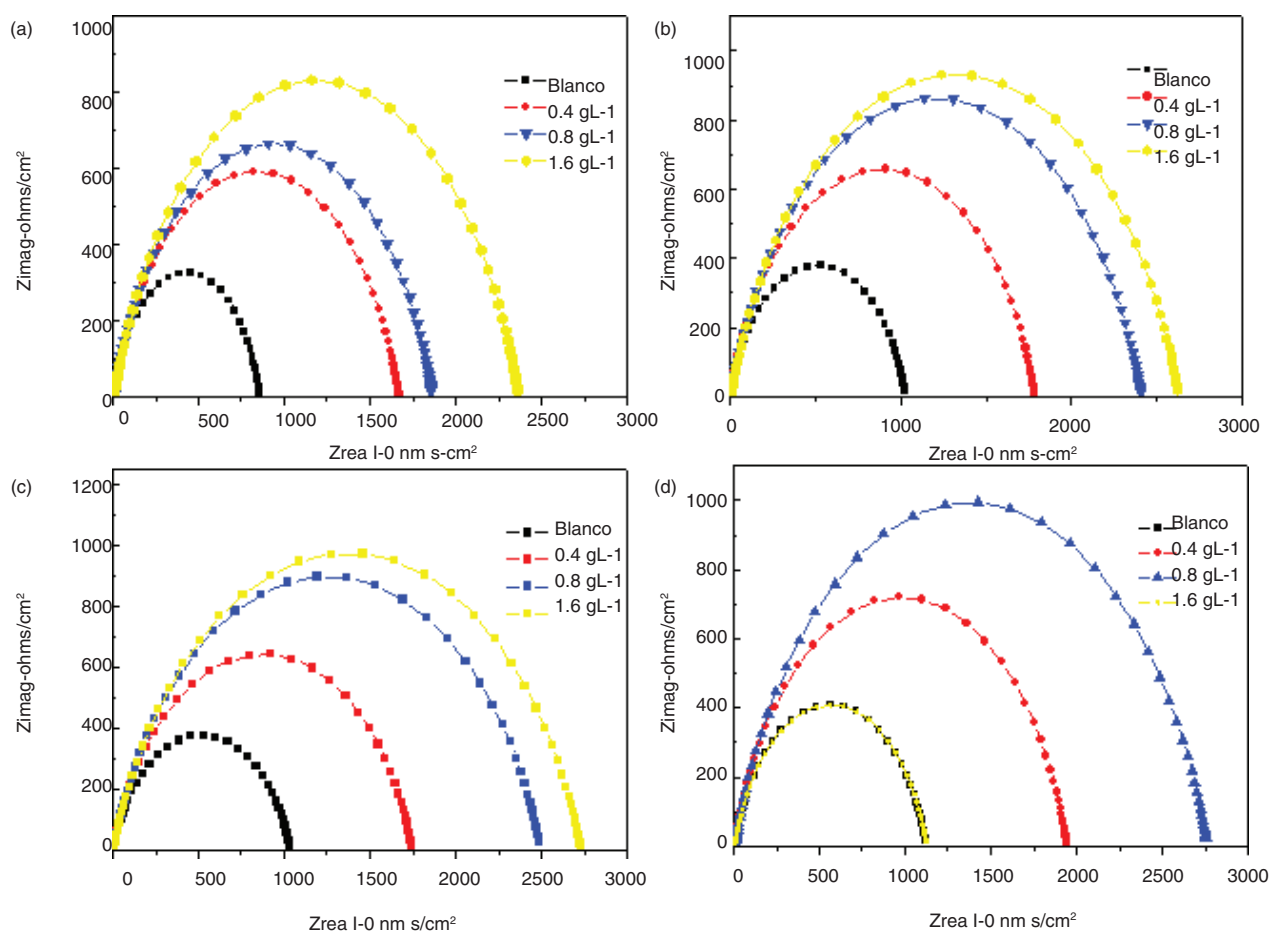 (a)
1000
800
600
400
200
0
Zimag-ohms/cm²
Blanco
0.4 gL-1
0.8 gL-1
1.6 gL-1
0 500 1000 1500 2000 2500 3000
Zrea I-0 nm s-cm²
(b)
1000
800
600
400
200
0
Zimag-ohms/cm²
Blanco
0.4 gL-1
0.8 gL-1
1.6 gL-1
0 1000 2000 3000
Zrea I-0 nm s-cm²
(c)
1200
1000
800
600
400
200
0
Zimag-ohms/cm²
Blanco
0.4 gL-1
0.8 gL-1
1.6 gL-1
0 500 1000 1500 2000 2500 3000
Zrea I-0 nm s/cm²
(d)
1000
800
600
400
200
0
Zimag-ohms/cm²
Blanco
0.4 gL-1
0.8 gL-1
1.6 gL-1
0 500 1000 1500 2000 2500 3000
Zrea I-0 nm s/cm²